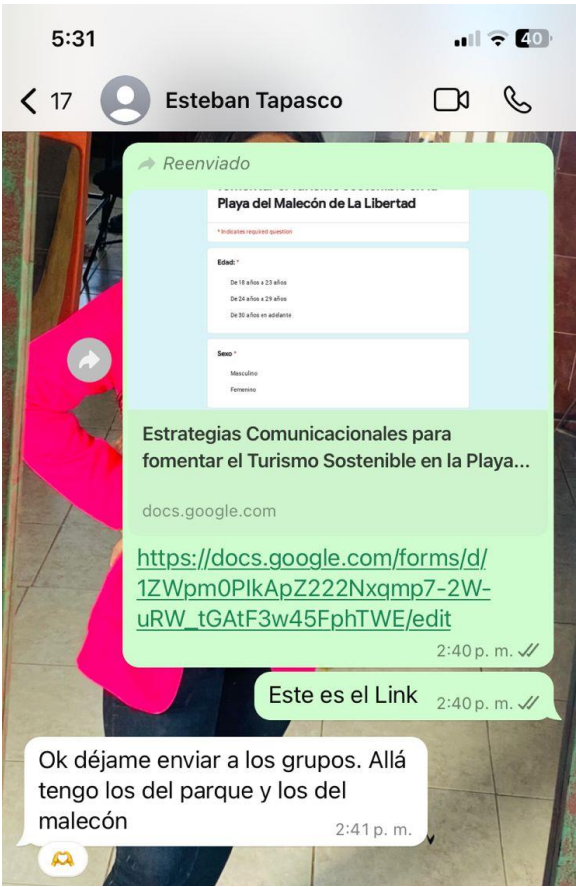 5:31
40
17
Esteban Tapasco
Reenviado
Playa del Malecón de La Libertad
* Indicates required question
Edad: *
De 18 años a 23 años
De 24 años a 29 años
De 30 años en adelante
Sexo *
Masculino
Femenino
Estrategias Comunicacionales para
fomentar el Turismo Sostenible en la Playa...
docs.google.com
https://docs.google.com/forms/d/
1ZWpm0PlkApZ222Nxqmp7-2W-
uRW_tGAtF3w45FphTWE/edit
2:40 p. m.
Este es el Link
2:40 p. m.
Ok déjame enviar a los grupos. Allá
tengo los del parque y los del
malecón
2:41 p. m.